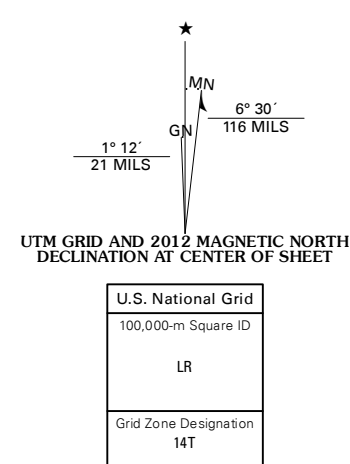 ★
MN
GN
6° 30´
116 MILS
1° 12´
21 MILS
UTM GRID AND 2012 MAGNETIC NORTH
DECLINATION AT CENTER OF SHEET
U.S. National Grid
100,000-m Square ID
LR
Grid Zone Designation
14T